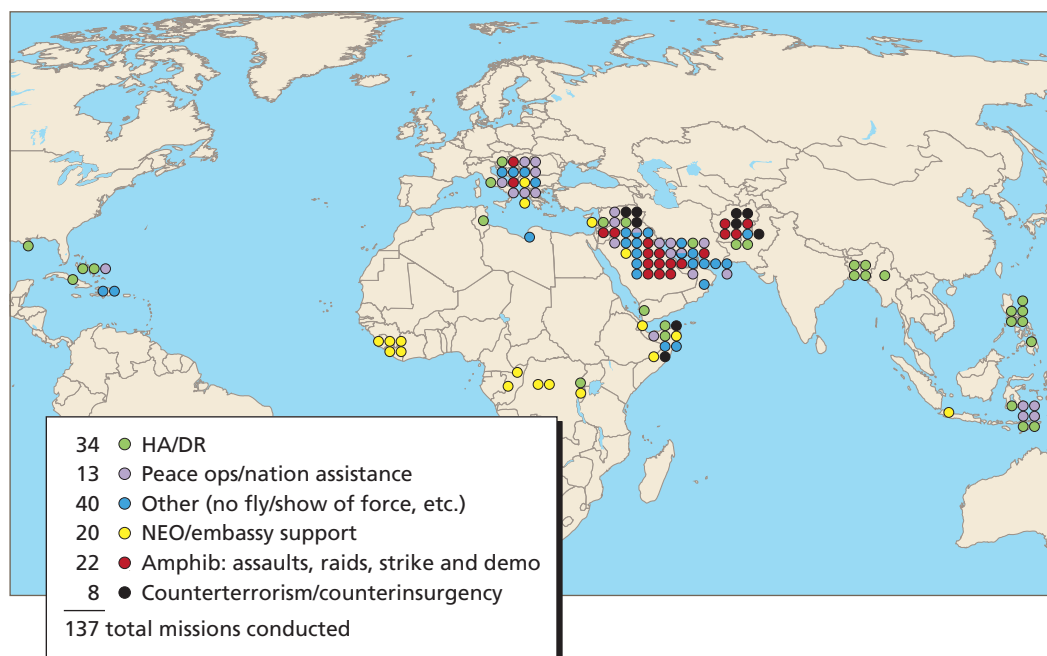 34 HA/DR
13 Peace ops/nation assistance
40 Other (no fly/show of force, etc.)
20 NEO/embassy support
22 Amphib: assaults, raids, strike and demo
8 Counterterrorism/counterinsurgency
137 total missions conducted